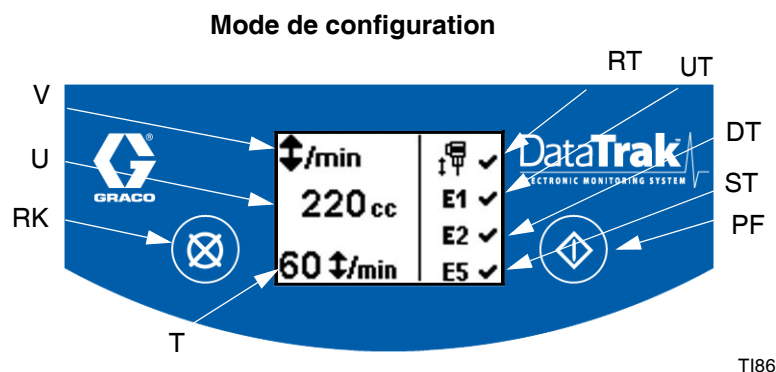 Mode de configuration
RT
UT
V
U
RK
T
DT
ST
PF
GRACO
®
↕/min
220 cc
60 ↕/min
✔
E1 ✔
E2 ✔
E5 ✔
DataTrak™
ELECTRONIC MONITORING SYSTEM
TI86